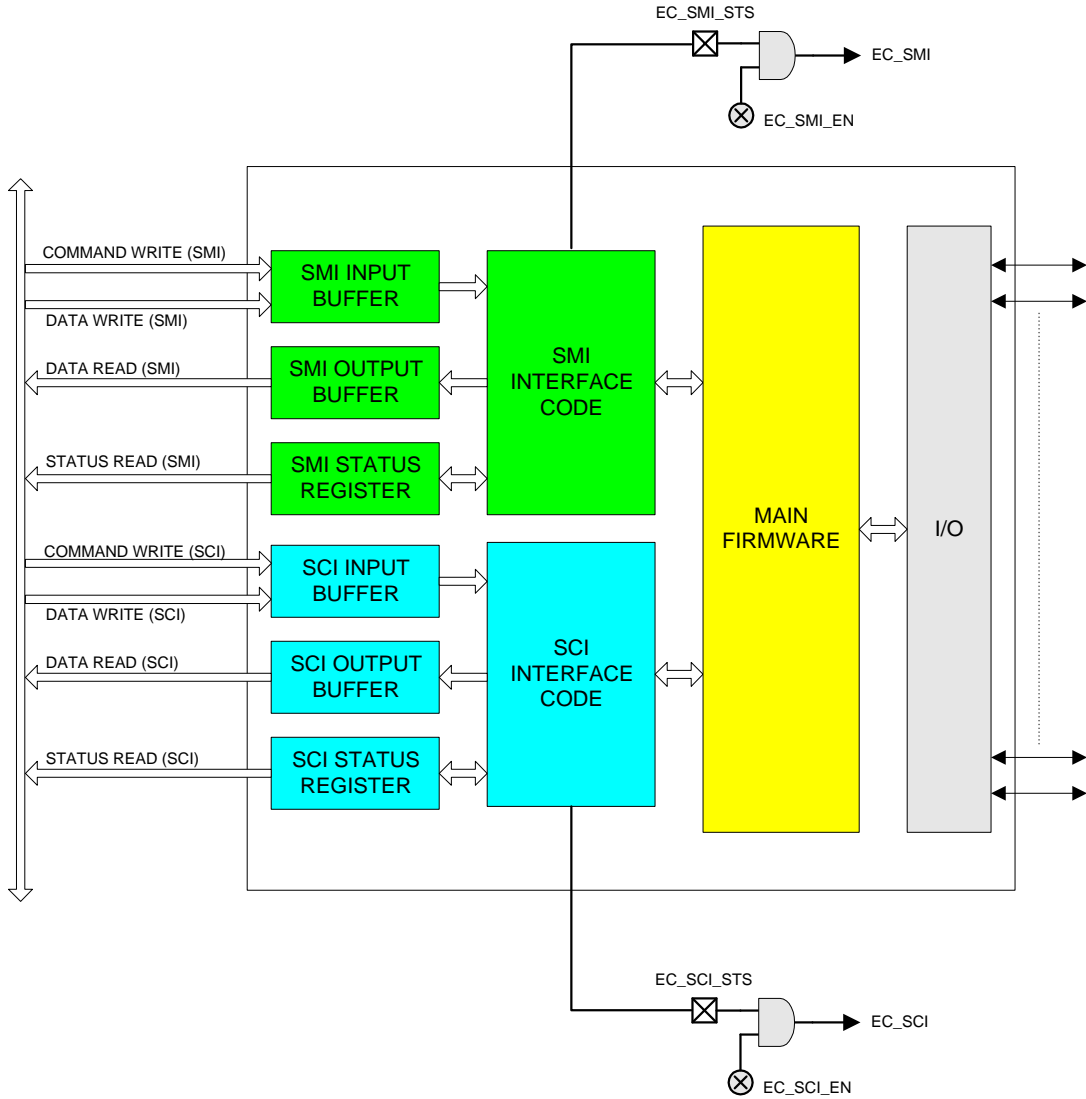 EC_SMI_STS
EC_SMI
EC_SMI_EN
COMMAND WRITE (SMI)
SMI INPUT
BUFFER
DATA WRITE (SMI)
DATA READ (SMI)
SMI OUTPUT
BUFFER
STATUS READ (SMI)
SMI STATUS
REGISTER
SMI
INTERFACE
CODE
COMMAND WRITE (SCI)
SCI INPUT
BUFFER
DATA WRITE (SCI)
DATA READ (SCI)
SCI OUTPUT
BUFFER
STATUS READ (SCI)
SCI STATUS
REGISTER
SCI
INTERFACE
CODE
MAIN
FIRMWARE
I/O
EC_SCI_STS
EC_SCI
EC_SCI_EN